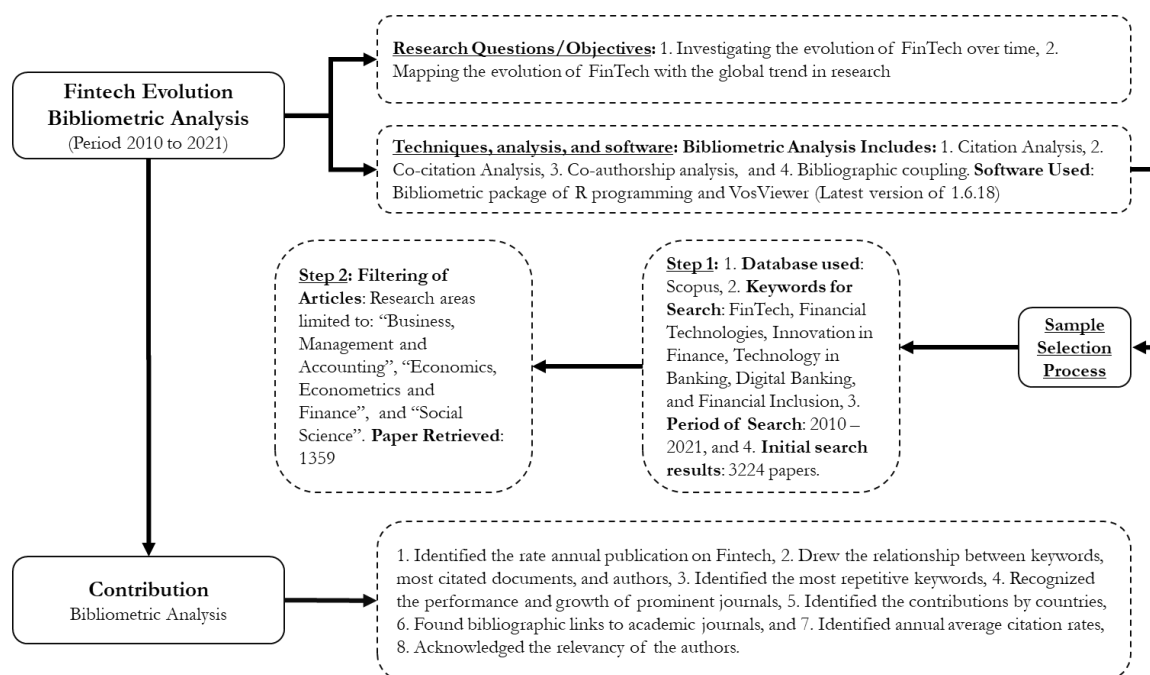 Research Questions/Objectives: 1. Investigating the evolution of FinTech over time, 2.
Mapping the evolution of FinTech with the global trend in research
Fintech Evolution
Bibliometric Analysis
(Period 2010 to 2021)
Techniques, analysis, and software: Bibliometric Analysis Includes: 1. Citation Analysis, 2.
Co-citation Analysis, 3. Co-authorship analysis, and 4. Bibliographic coupling. Software Used:
Bibliometric package of R programming and VosViewer (Latest version of 1.6.18)
Sample
Selection
Process
Step 1: 1. Database used:
Scopus, 2. Keywords for
Search: FinTech, Financial
Technologies, Innovation in
Finance, Technology in
Banking, Digital Banking,
and Financial Inclusion, 3.
Period of Search: 2010 –
2021, and 4. Initial search
results: 3224 papers.
Step 2: Filtering of
Articles: Research areas
limited to: “Business,
Management and
Accounting”, “Economics,
Econometrics and
Finance”, and “Social
Science”. Paper Retrieved:
1359
Contribution
Bibliometric Analysis
1. Identified the rate annual publication on Fintech, 2. Drew the relationship between keywords,
most cited documents, and authors, 3. Identified the most repetitive keywords, 4. Recognized
the performance and growth of prominent journals, 5. Identified the contributions by countries,
6. Found bibliographic links to academic journals, and 7. Identified annual average citation rates,
8. Acknowledged the relevancy of the authors.